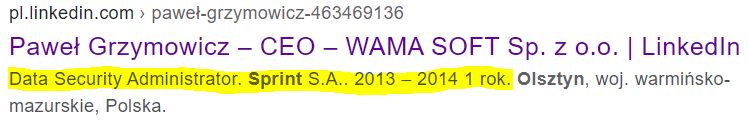 pl.linkedin.com › paweł-grzymowicz-463469136
Paweł Grzymowicz – CEO – WAMA SOFT Sp. z o.o. | LinkedIn
Data Security Administrator. Sprint S.A.. 2013 – 2014 1 rok. Olsztyn, woj. warmińsko-
mazurskie, Polska.